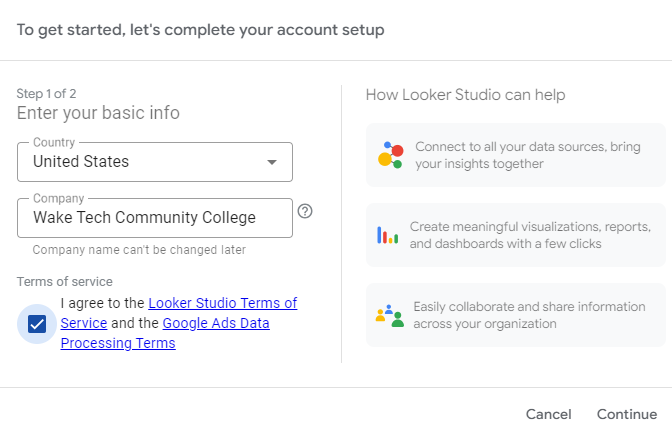 To get started, let's complete your account setup
Step 1 of 2
Enter your basic info
Country
United States
Company
Wake Tech Community College
?
Company name can't be changed later
Terms of service
I agree to the Looker Studio Terms of
Service and the Google Ads Data
Processing Terms
How Looker Studio can help
Connect to all your data sources, bring
your insights together
Create meaningful visualizations, reports,
and dashboards with a few clicks
Easily collaborate and share information
across your organization
Cancel
Continue